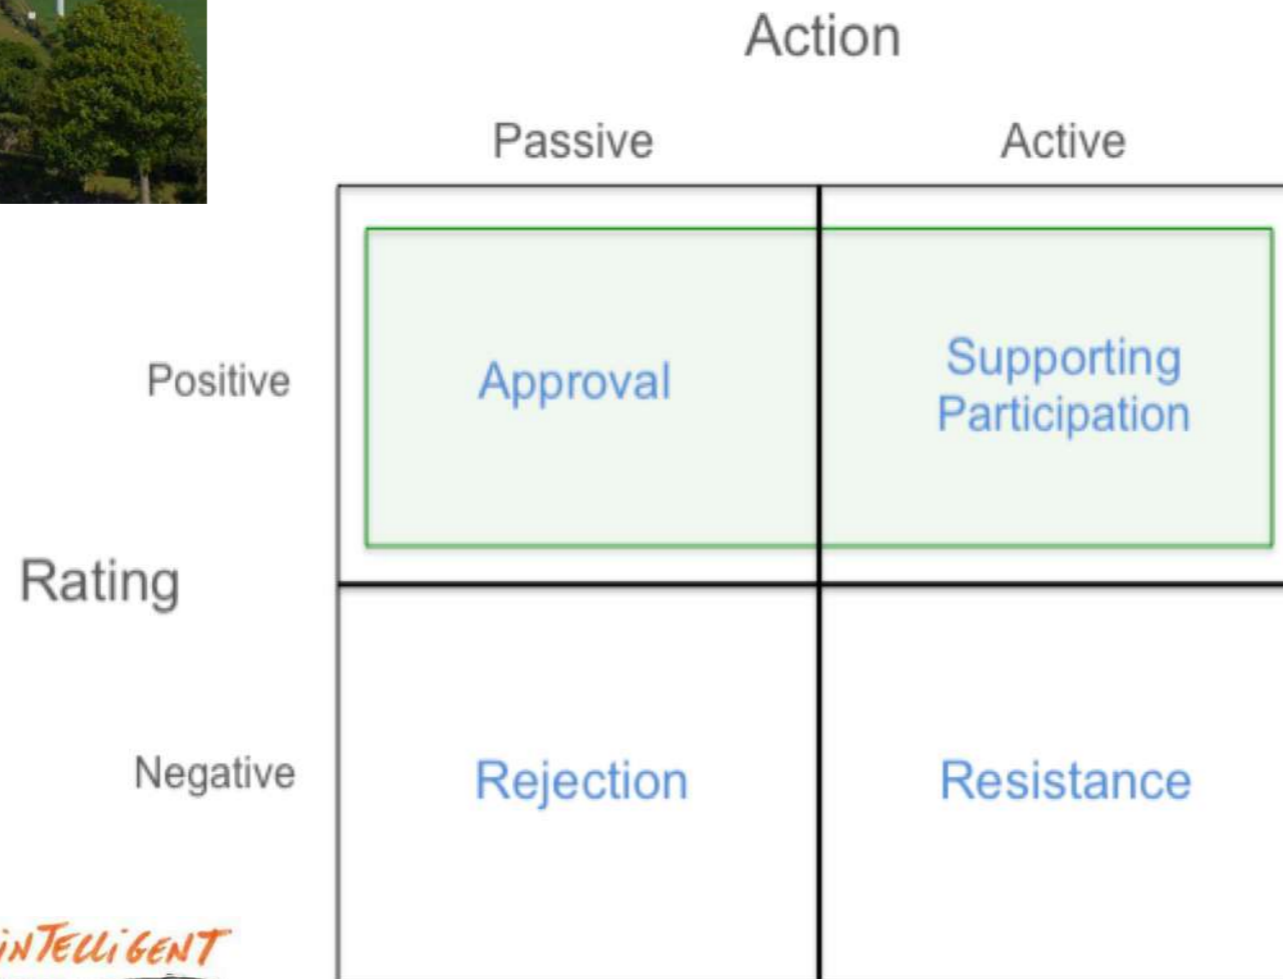 Action
Passive Active
Positive Approval Supporting
Participation
Rating
Negative Rejection Resistance
iNTELLiGENT